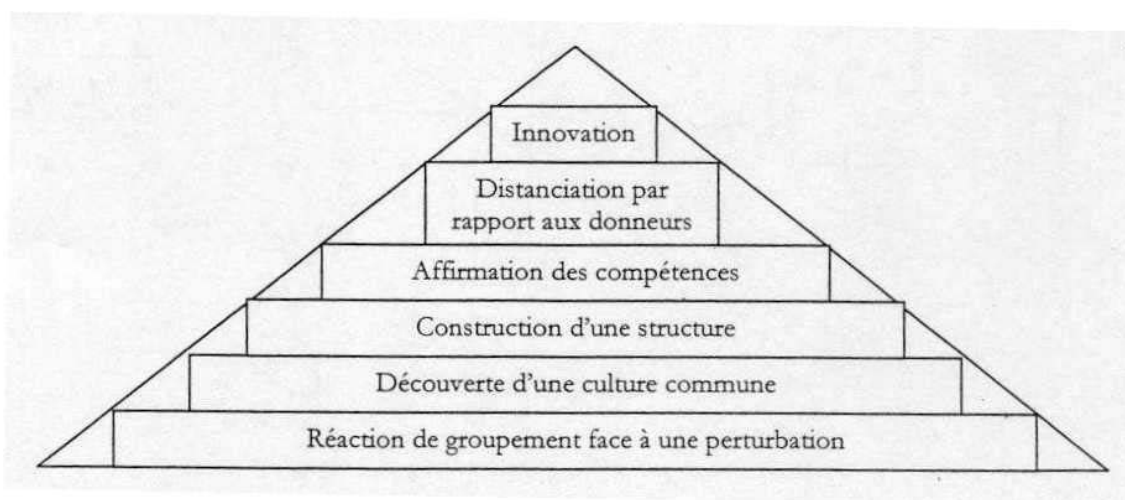 Innovation
Distanciation par
rapport aux donneurs
Affirmation des compétences
Construction d'une structure
Découverte d'une culture commune
Réaction de groupement face à une perturbation